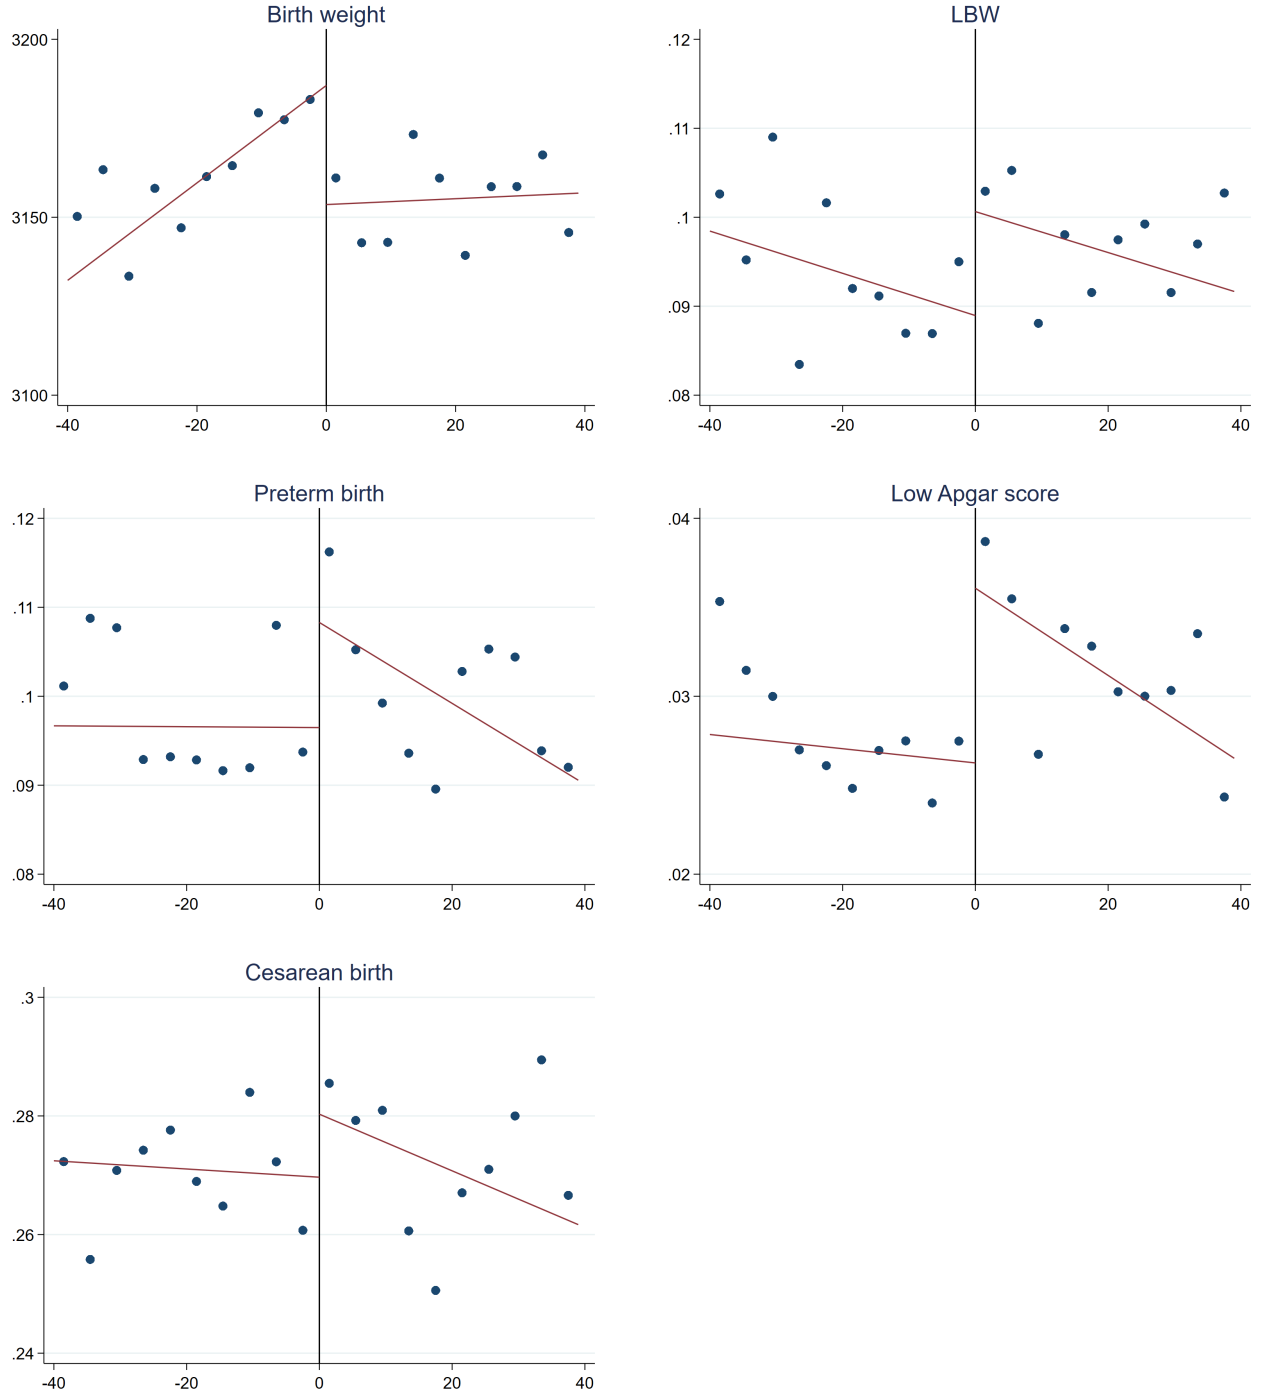 Birth weight
3200
3150
3100
-40 -20 0 20 40
LBW
.12
.11
.1
.09
.08
-40 -20 0 20 40
Preterm birth
.12
.11
.1
.09
.08
-40 -20 0 20 40
Low Apgar score
.04
.03
.02
-40 -20 0 20 40
Cesarean birth
.3
.28
.26
.24
-40 -20 0 20 40